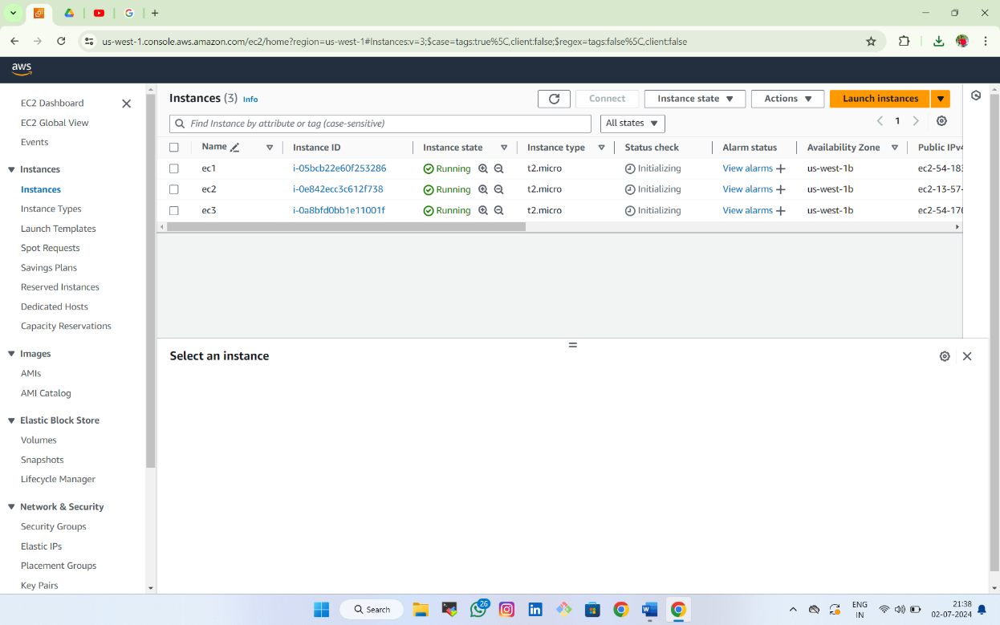 us-west-1.console.aws.amazon.com/ec2/home?region=us-west-1#Instances:v=3;$case=tags:true%5C,client:false;$regex=tags:false%5C,client:false
aws
EC2 Dashboard
EC2 Global View
Events
Instances
Instances
Instance Types
Launch Templates
Spot Requests
Savings Plans
Reserved Instances
Dedicated Hosts
Capacity Reservations
Images
AMIs
AMI Catalog
Elastic Block Store
Volumes
Snapshots
Lifecycle Manager
Network & Security
Security Groups
Elastic IPs
Placement Groups
Key Pairs
Instances (3) Info
Connect Instance state Actions Launch instances
Find Instance by attribute or tag (case-sensitive) All states 1
Name Instance ID Instance state Instance type Status check Alarm status Availability Zone Public IPv4
ec1 i-05bcb22e60f253286 Running t2.micro Initializing View alarms + us-west-1b ec2-54-183
ec2 i-0e842ecc3c612f738 Running t2.micro Initializing View alarms + us-west-1b ec2-13-57-
ec3 i-0a8bfd0bb1e11001f Running t2.micro Initializing View alarms + us-west-1b ec2-54-176
Select an instance
Search 26 ENG 21:38
IN 02-07-2024